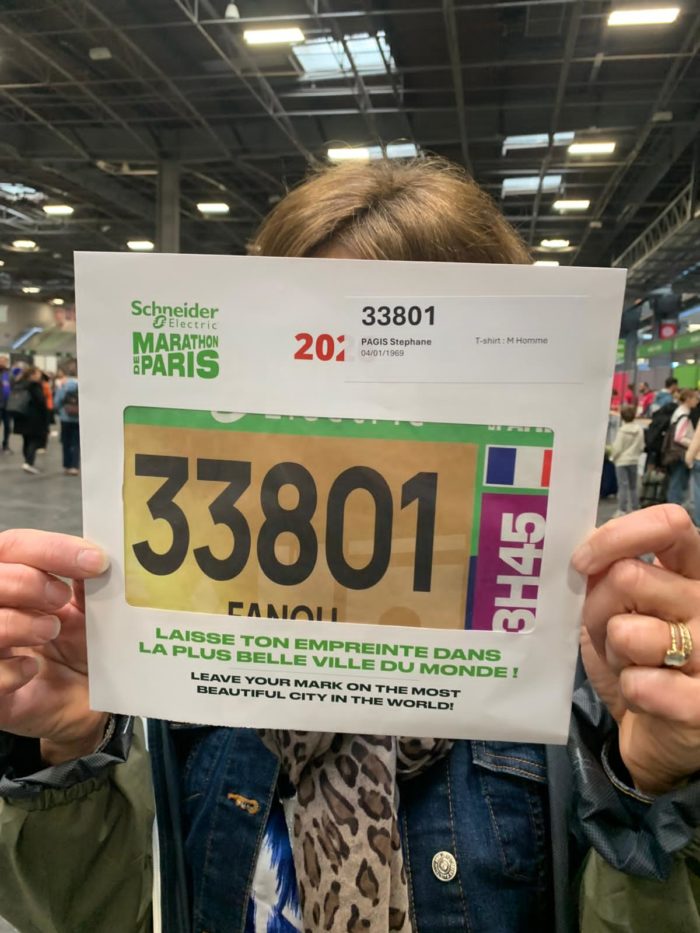 Schneider
Electric
MARATHON
DE PARIS
202
33801
PAGIS Stephane
04/01/1969
T-shirt : M Homme
33801
3H45
LAISSE TON EMPREINTE DANS
LA PLUS BELLE VILLE DU MONDE !
LEAVE YOUR MARK ON THE MOST
BEAUTIFUL CITY IN THE WORLD!